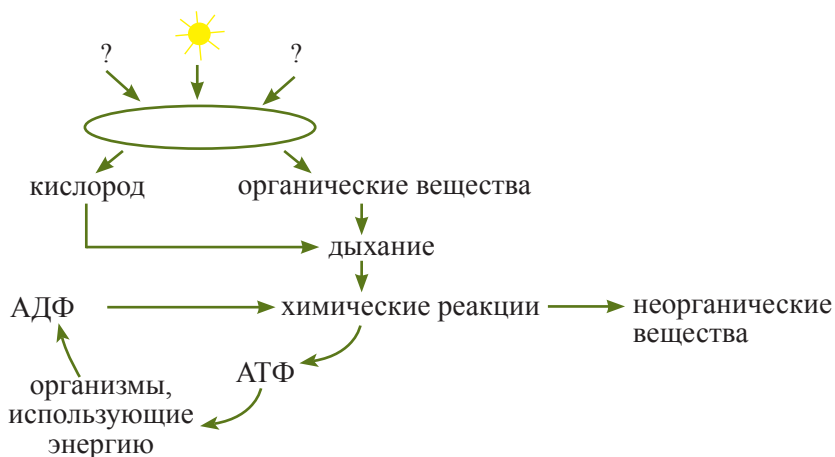 ? ?
кислород органические вещества
дыхание
АДФ химические реакции неорганические
вещества
АТФ
организмы,
использующие
энергию